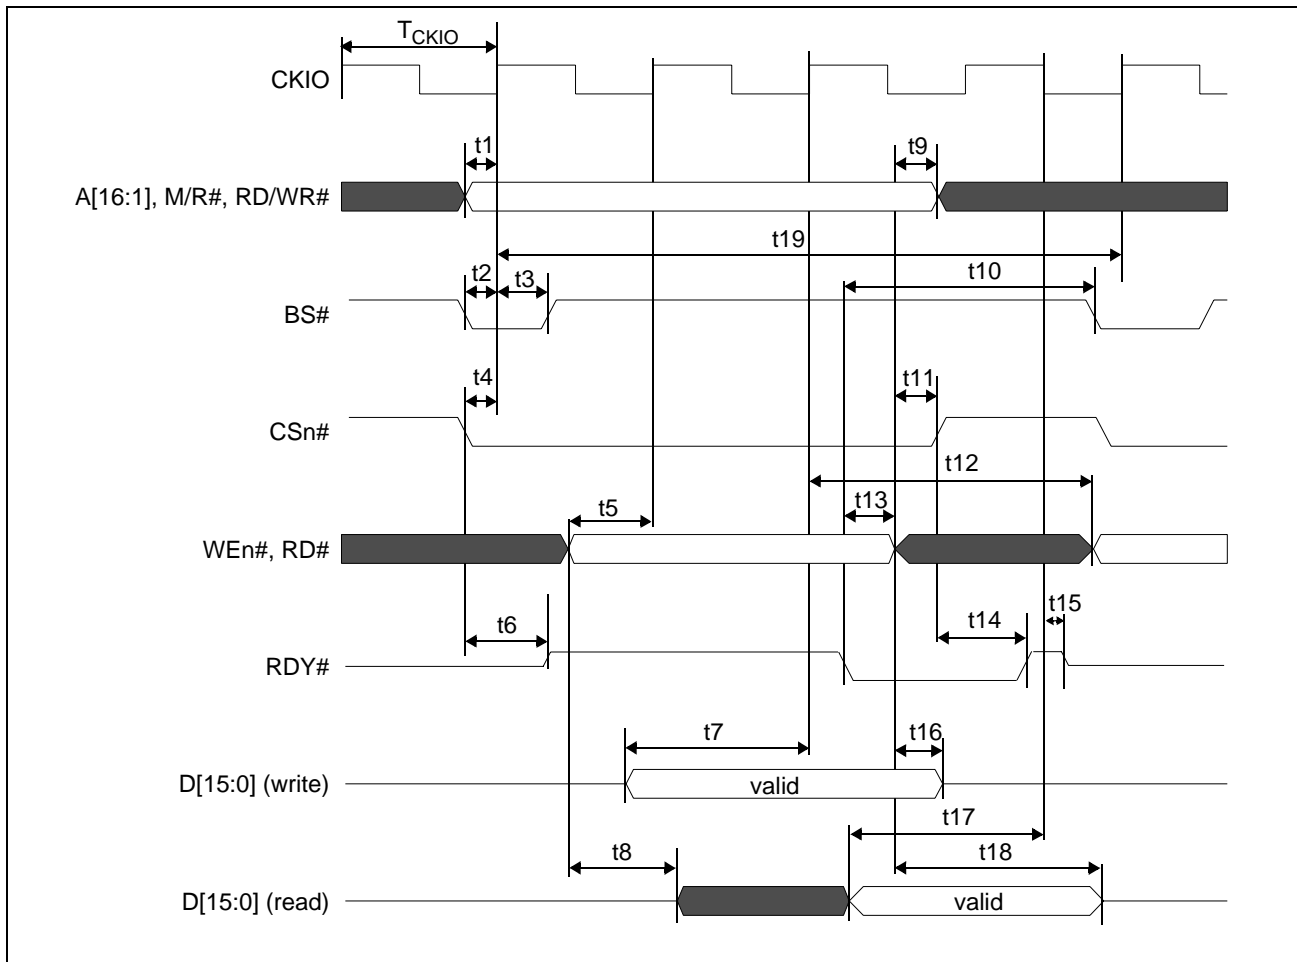 TCKIO
CKIO
t1
t9
A[16:1], M/R#, RD/WR#
t19
t2
t3
t10
BS#
t4
t11
CSn#
t12
t13
t5
WEn#, RD#
t15
t6
t14
RDY#
t7
t16
D[15:0] (write)
valid
t17
t8
t18
D[15:0] (read)
valid